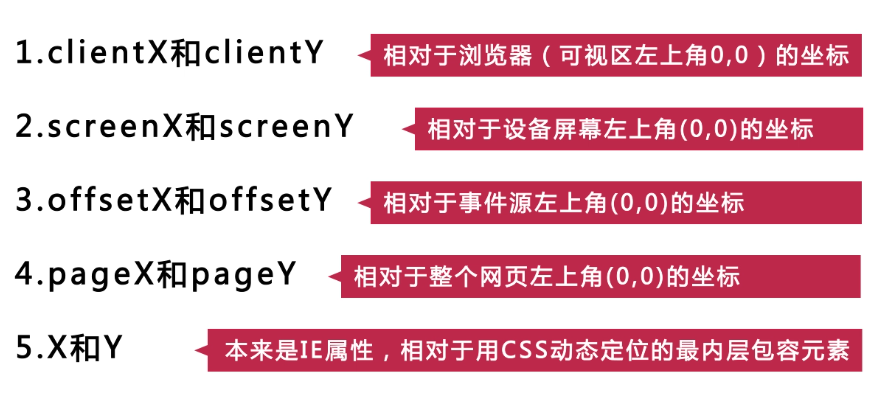 1.clientX和clientY
相对于浏览器（可视区左上角0,0）的坐标
2.screenX和screenY
相对于设备屏幕左上角(0,0)的坐标
3.offsetX和offsetY
相对于事件源左上角(0,0)的坐标
4.pageX和pageY
相对于整个网页左上角(0,0)的坐标
5.X和Y
本来是IE属性，相对于用CSS动态定位的最内层包容元素